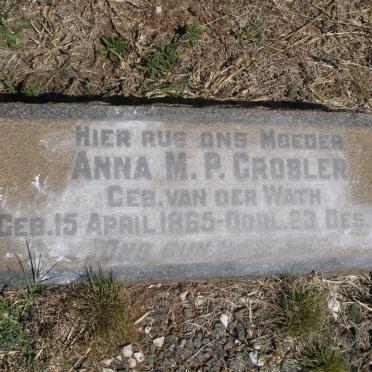 HIER RUS ONS MOEDER
ANNA M. P. GROBLER
GEB. VAN DER WATH
GEB. 15 APRIL 1865-OORL. 23 DES.